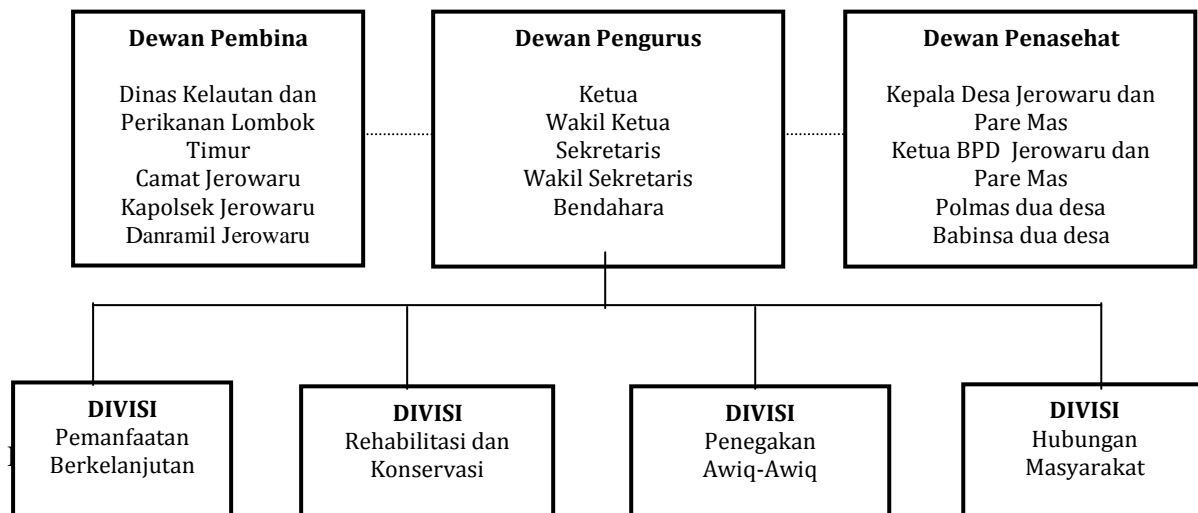 Dewan Pembina
Dinas Kelautan dan
Perikanan Lombok
Timur
Camat Jerowaru
Kapolsek Jerowaru
Danramil Jerowaru
Dewan Pengurus
Ketua
Wakil Ketua
Sekretaris
Wakil Sekretaris
Bendahara
Dewan Penasehat
Kepala Desa Jerowaru dan
Pare Mas
Ketua BPD Jerowaru dan
Pare Mas
Polmas dua desa
Babinsa dua desa
DIVISI
Pemanfaatan
Berkelanjutan
DIVISI
Rehabilitasi dan
Konservasi
DIVISI
Penegakan
Awiq-Awiq
DIVISI
Hubungan
Masyarakat